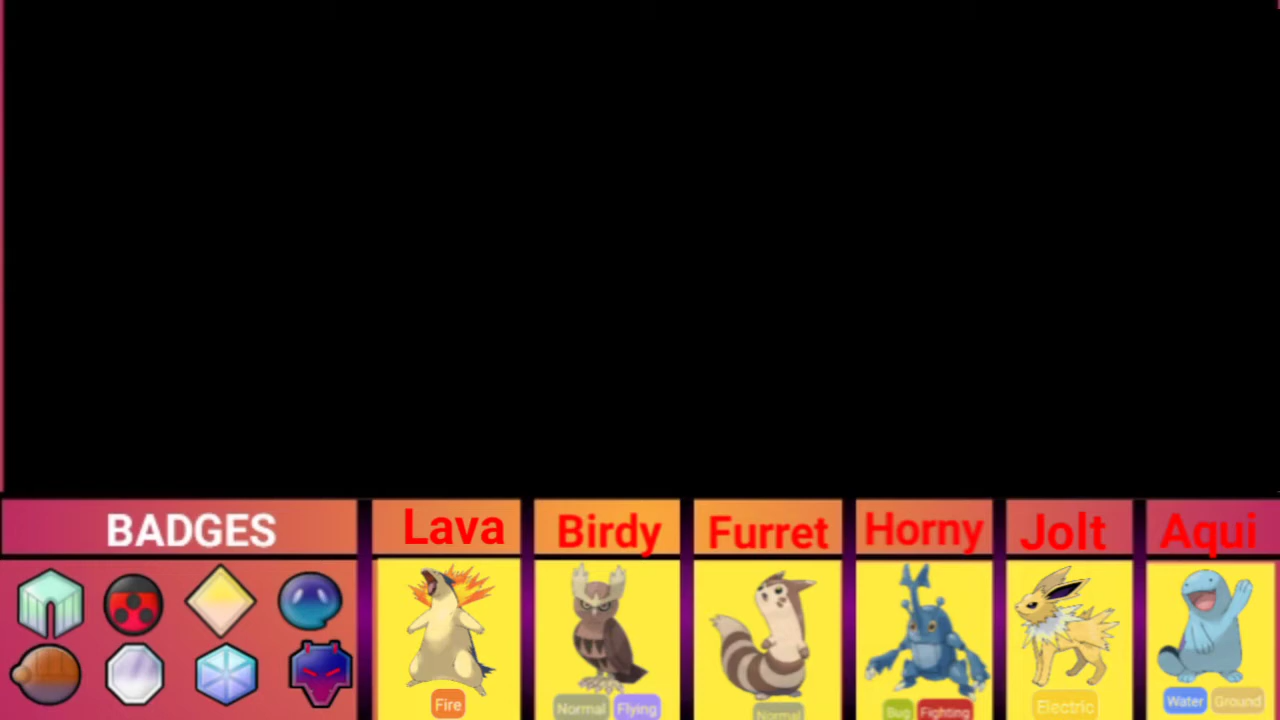 BADGES
Lava
Birdy
Furret
Horny
Jolt
Aqui
Fire
Normal Flying
Normal
Bug Fighting
Electric
Water Ground